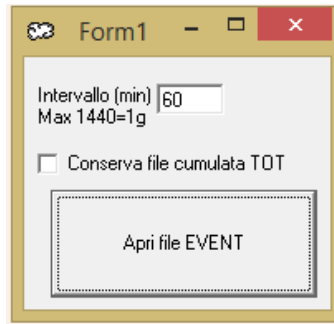 Form1
Intervallo (min) 60
Max 1440=1g
Conserva file cumulata TOT
Apri file EVENT